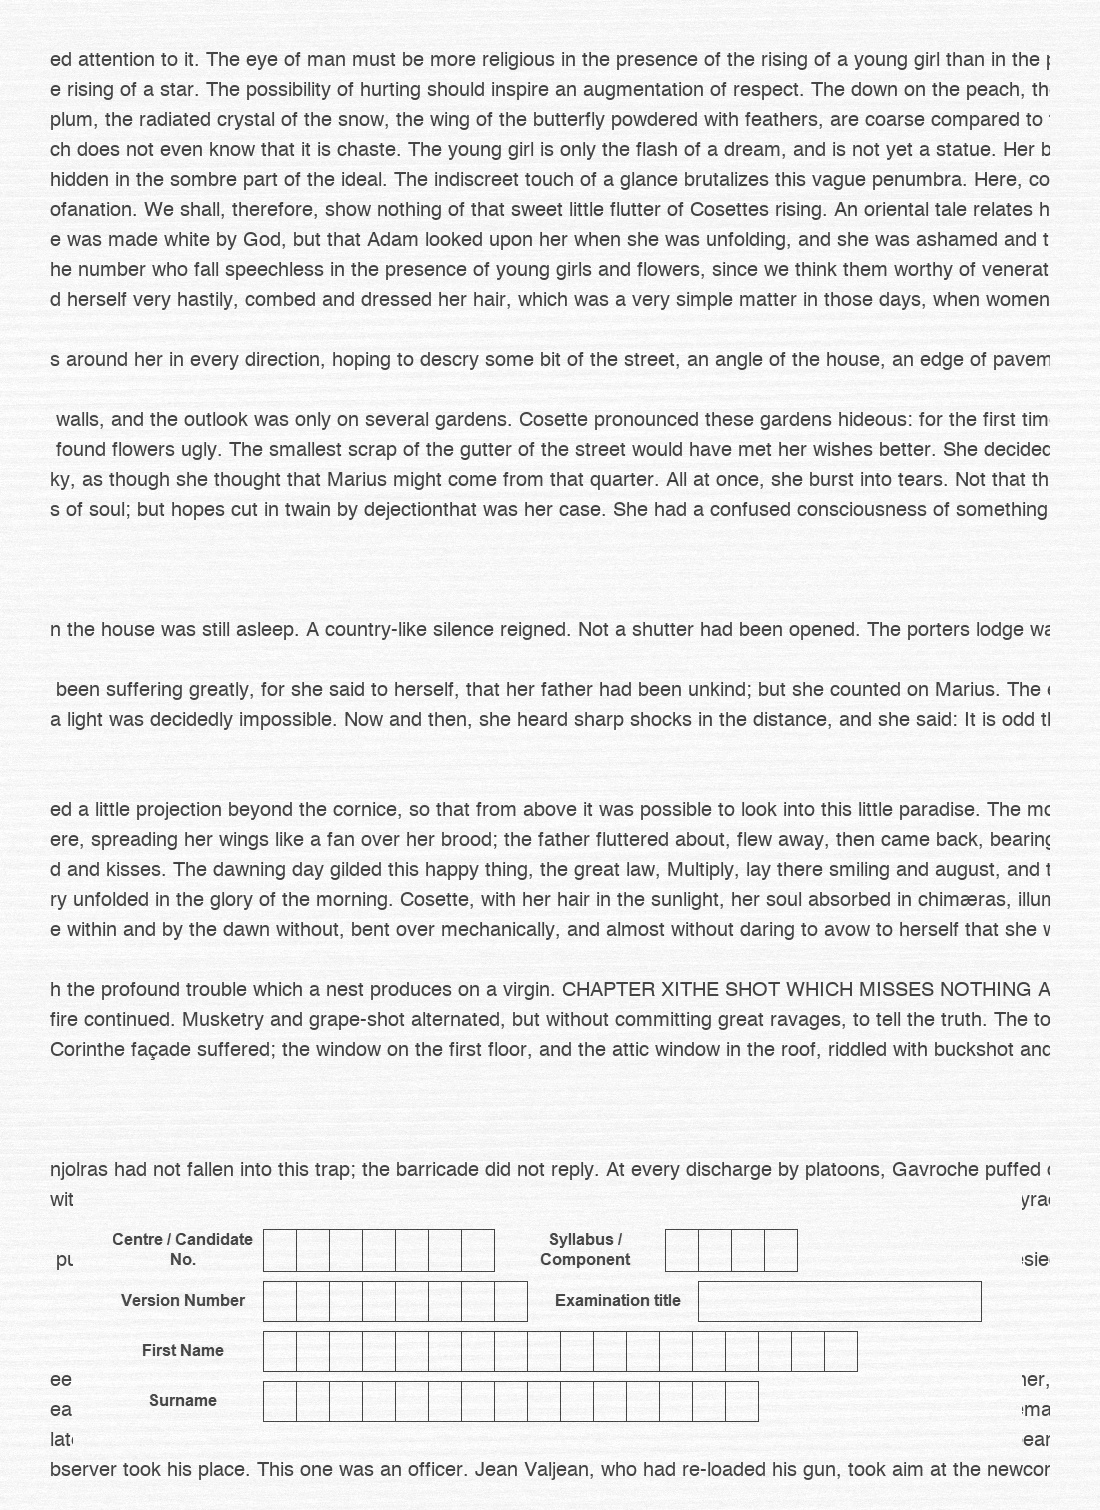 ed attention to it. The eye of man must be more religious in the presence of the rising of a young girl than in the
e rising of a star. The possibility of hurting should inspire an augmentation of respect. The down on the peach, th
plum, the radiated crystal of the snow, the wing of the butterfly powdered with feathers, are coarse compared to
ch does not even know that it is chaste. The young girl is only the flash of a dream, and is not yet a statue. Her b
hidden in the sombre part of the ideal. The indiscreet touch of a glance brutalizes this vague penumbra. Here, co
ofanation. We shall, therefore, show nothing of that sweet little flutter of Cosettes rising. An oriental tale relates h
e was made white by God, but that Adam looked upon her when she was unfolding, and she was ashamed and t
he number who fall speechless in the presence of young girls and flowers, since we think them worthy of venerat
d herself very hastily, combed and dressed her hair, which was a very simple matter in those days, when women
s around her in every direction, hoping to descry some bit of the street, an angle of the house, an edge of pavem
walls, and the outlook was only on several gardens. Cosette pronounced these gardens hideous: for the first tim
found flowers ugly. The smallest scrap of the gutter of the street would have met her wishes better. She decided
ky, as though she thought that Marius might come from that quarter. All at once, she burst into tears. Not that th
s of soul; but hopes cut in twain by dejectionthat was her case. She had a confused consciousness of something
n the house was still asleep. A country-like silence reigned. Not a shutter had been opened. The porters lodge wa
been suffering greatly, for she said to herself, that her father had been unkind; but she counted on Marius. The
a light was decidedly impossible. Now and then, she heard sharp shocks in the distance, and she said: It is odd th
ed a little projection beyond the cornice, so that from above it was possible to look into this little paradise. The mo
ere, spreading her wings like a fan over her brood; the father fluttered about, flew away, then came back, bearing
d and kisses. The dawning day gilded this happy thing, the great law, Multiply, lay there smiling and august, and t
ry unfolded in the glory of the morning. Cosette, with her hair in the sunlight, her soul absorbed in chimæras, illum
e within and by the dawn without, bent over mechanically, and almost without daring to avow to herself that she w
h the profound trouble which a nest produces on a virgin. CHAPTER XITHE SHOT WHICH MISSES NOTHING A
fire continued. Musketry and grape-shot alternated, but without committing great ravages, to tell the truth. The to
Corinthe façade suffered; the window on the first floor, and the attic window in the roof, riddled with buckshot and
njolras had not fallen into this trap; the barricade did not reply. At every discharge by platoons, Gavroche puffed
wit yra
Centre / Candidate No.
Syllabus / Component
pu sie
Version Number Examination title
First Name
ee her,
Surname
ea ma
lat ear
bserver took his place. This one was an officer. Jean Valjean, who had re-loaded his gun, took aim at the newcor